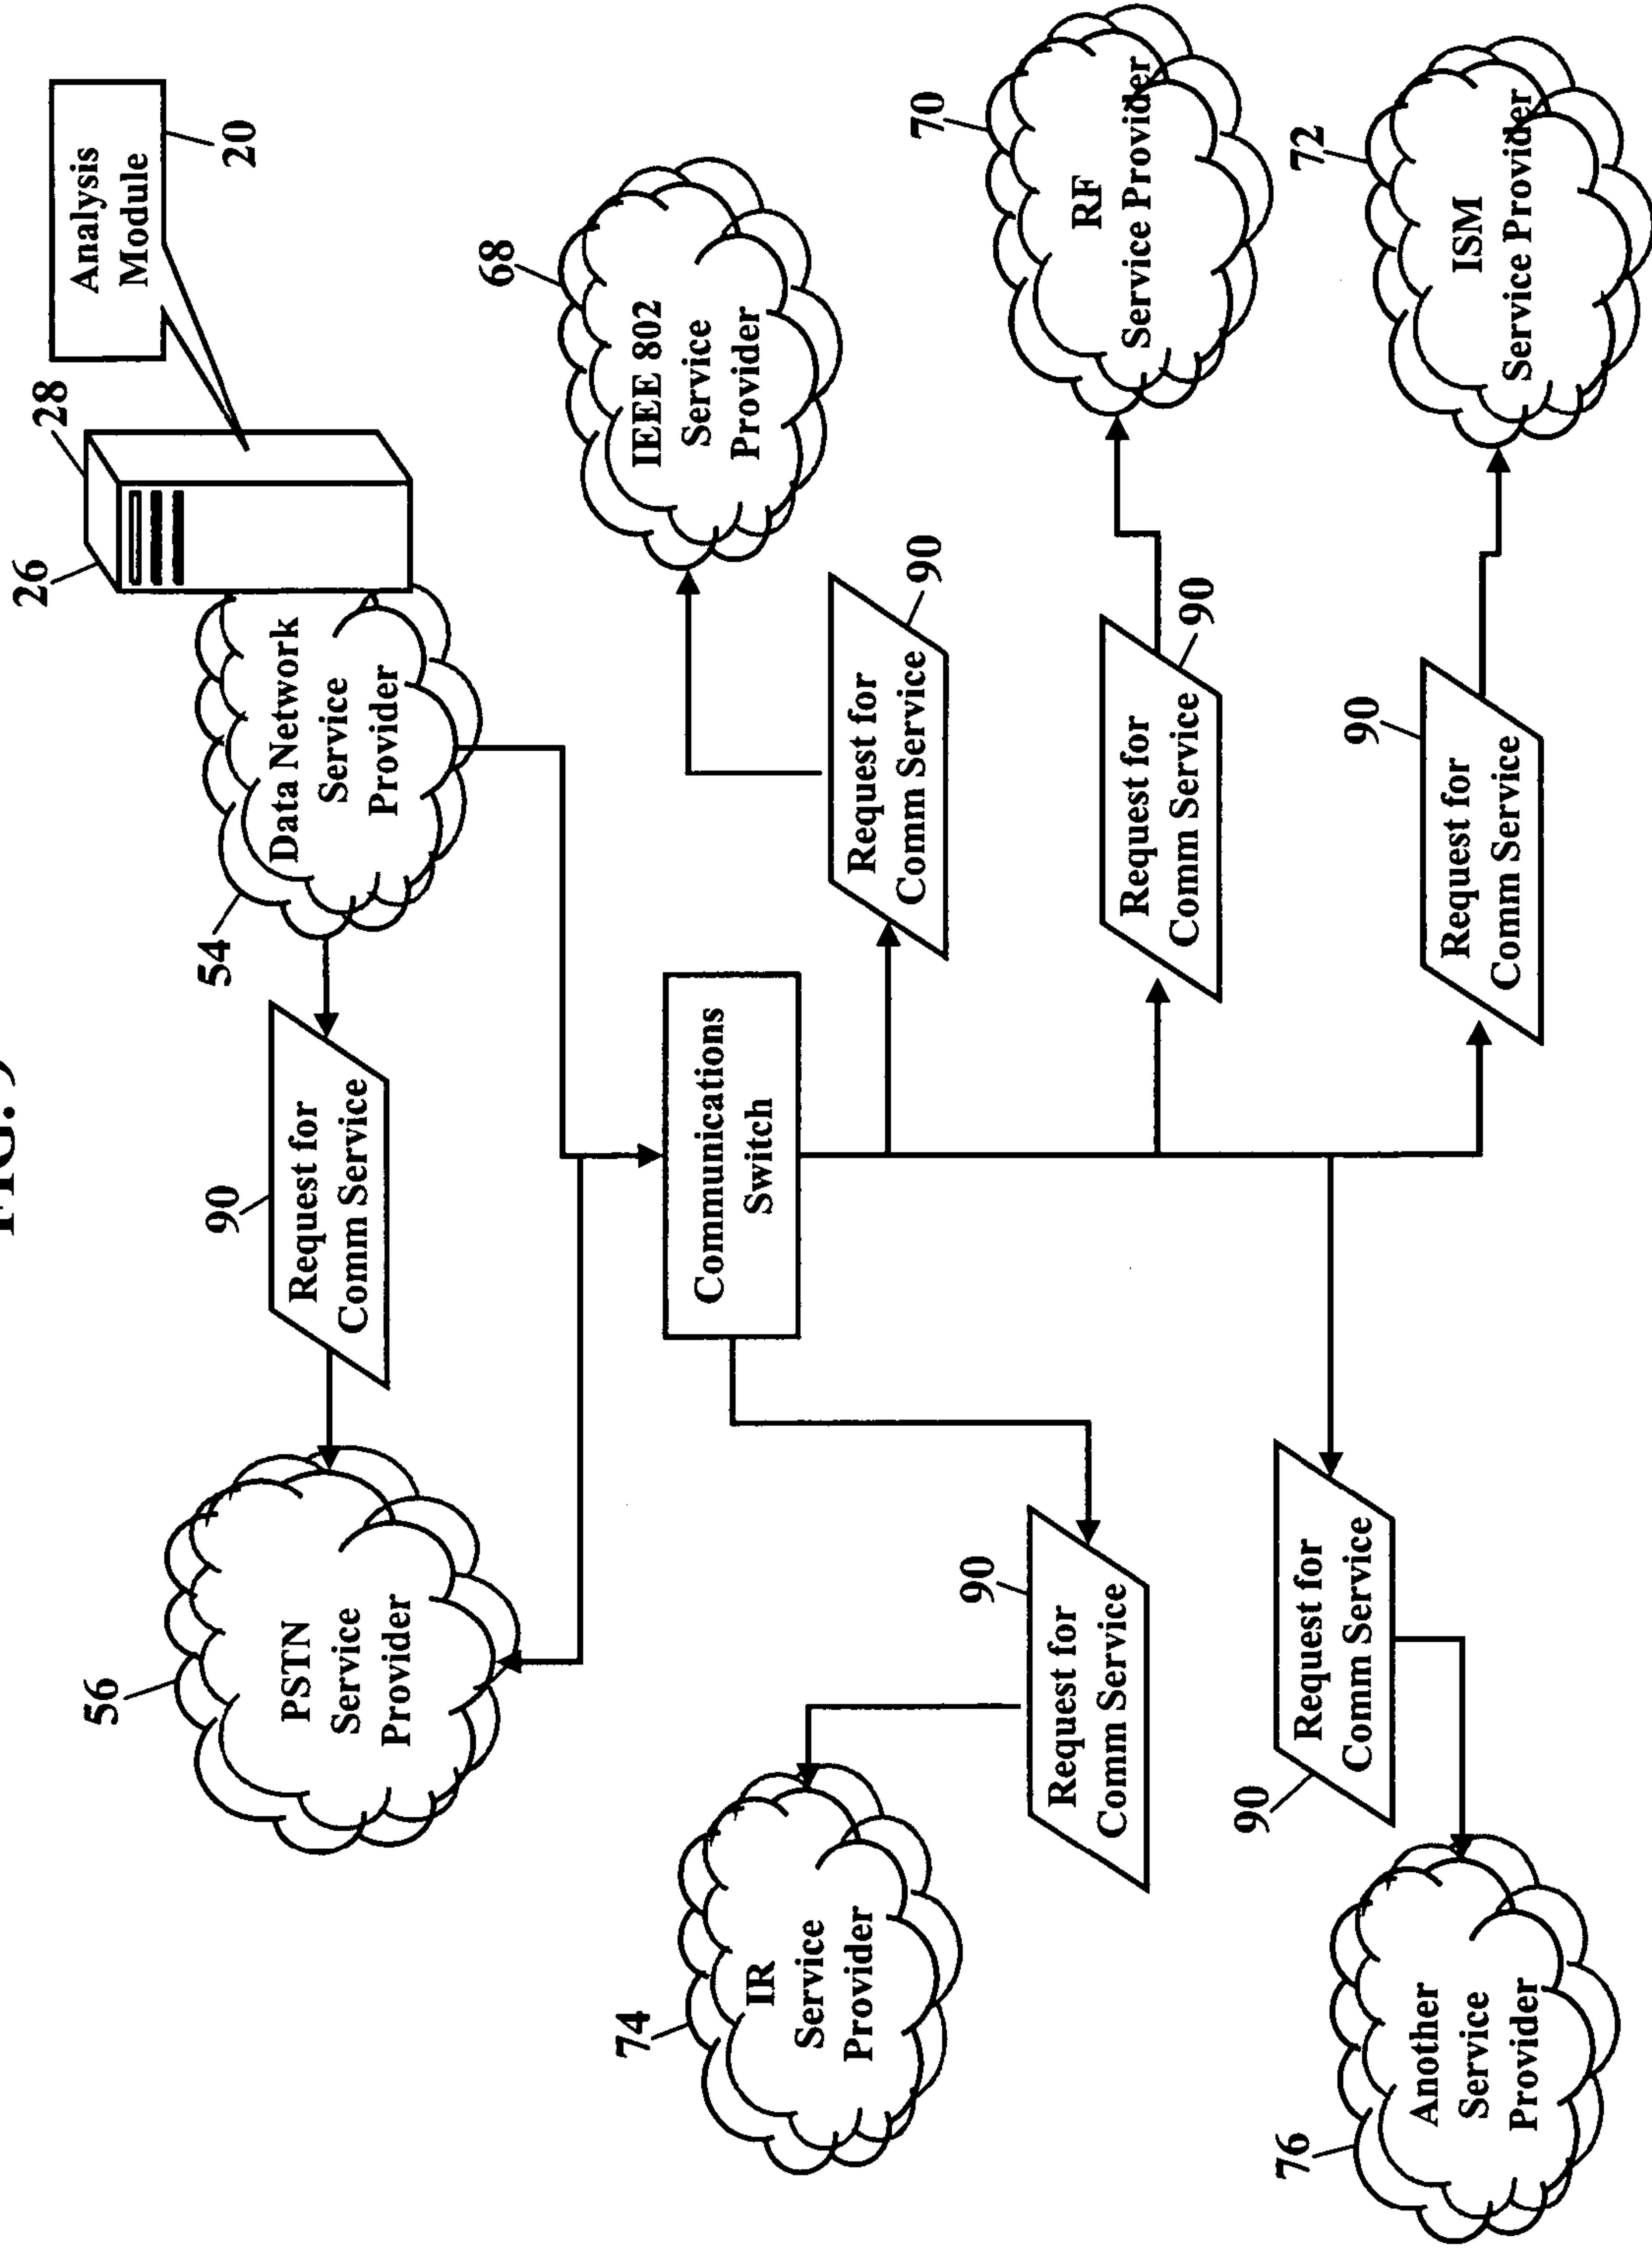 FIG.
Analysis
Module
20
26
28
54
Data Network
Service
Provider
90
Request for
Comm Service
56
PSTN
Service
Provider
Communications
Switch
68
IEEE 802
Service
Provider
90
Request for
Comm Service
74
IR
Service
Provider
90
Request for
Comm Service
70
RF
Service Provider
90
Request for
Comm Service
76
Another
Service
Provider
90
Request for
Comm Service
90
Request for
Comm Service
72
ISM
Service Provider